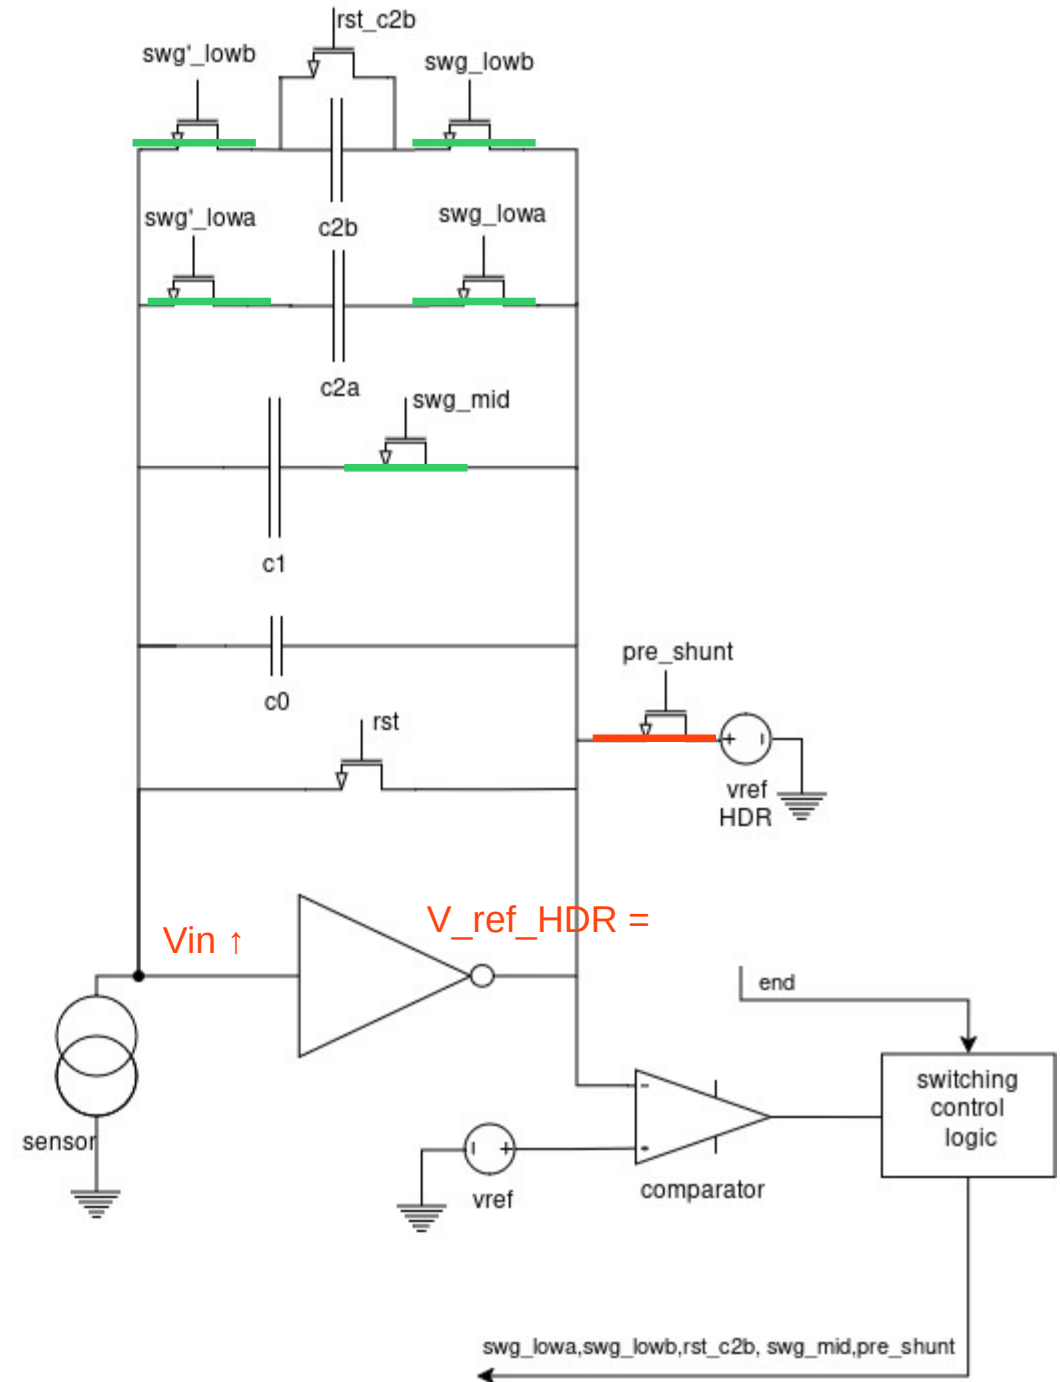 rst_c2b
swg'_lowb
swg_lowb
c2b
swg'_lowa
swg_lowa
c2a
swg_mid
c1
c0
pre_shunt
rst
+
vref
HDR
Vin ↑
V_ref_HDR =
end
switching
control
logic
-
+
sensor
vref
comparator
swg_lowa,swg_lowb,rst_c2b, swg_mid,pre_shunt